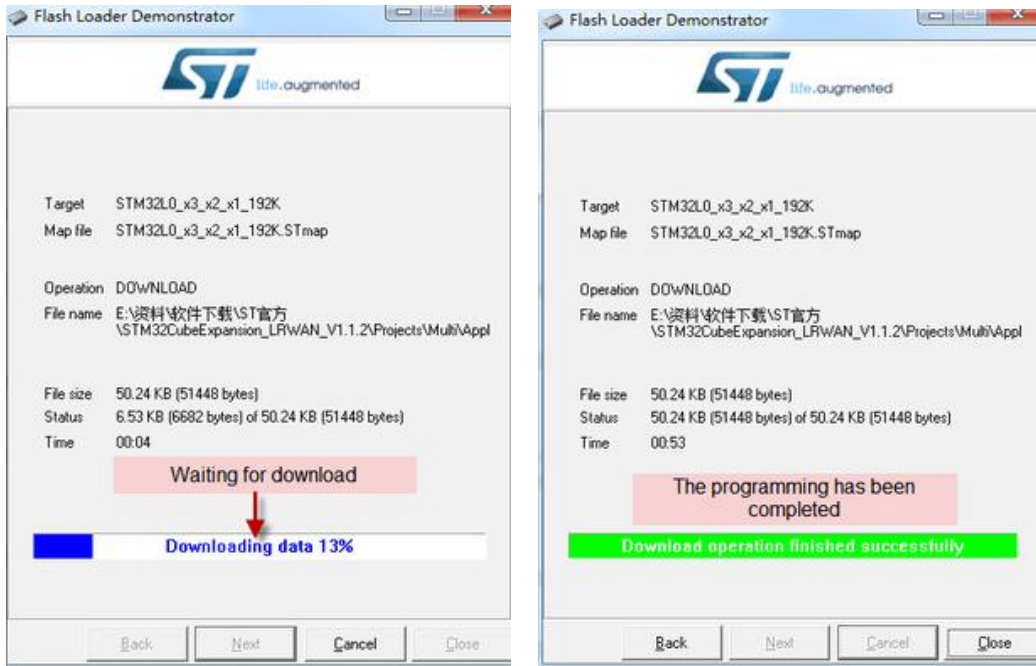 Flash Loader Demonstrator
ST life.augmented
Target STM32L0_x3_x2_x1_192K
Map file STM32L0_x3_x2_x1_192K.STmap
Operation DOWNLOAD
File name E:\资料\软件下载\ST官方
\STM32CubeExpansion_LRWAN_V1.1.2\Projects\Multi\Appl
File size 50.24 KB (51448 bytes)
Status 6.53 KB (6682 bytes) of 50.24 KB (51448 bytes)
Time 00:04
Waiting for download
Downloading data 13%
Back Next Cancel Close
Flash Loader Demonstrator
ST life.augmented
Target STM32L0_x3_x2_x1_192K
Map file STM32L0_x3_x2_x1_192K.STmap
Operation DOWNLOAD
File name E:\资料\软件下载\ST官方
\STM32CubeExpansion_LRWAN_V1.1.2\Projects\Multi\Appl
File size 50.24 KB (51448 bytes)
Status 50.24 KB (51448 bytes) of 50.24 KB (51448 bytes)
Time 00:53
The programming has been
completed
Download operation finished successfully
Back Next Cancel Close